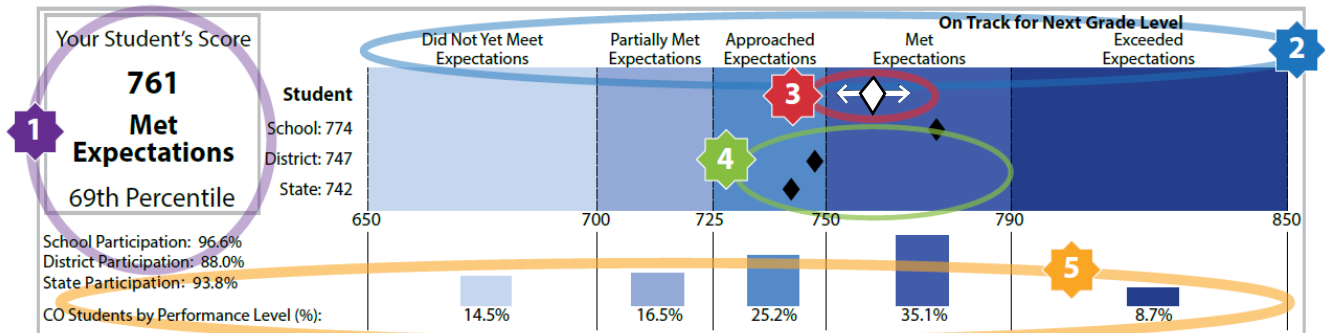 Your Student's Score
761
Met
Expectations
69th Percentile
1
On Track for Next Grade Level
Did Not Yet Meet
Expectations
Partially Met
Expectations
Approached
Expectations
Met
Expectations
Exceeded
Expectations
2
Student
3
School: 774
District: 747
4
State: 742
650 700 725 750 790 850
School Participation: 96.6%
District Participation: 88.0%
State Participation: 93.8%
5
CO Students by Performance Level (%): 14.5% 16.5% 25.2% 35.1% 8.7%